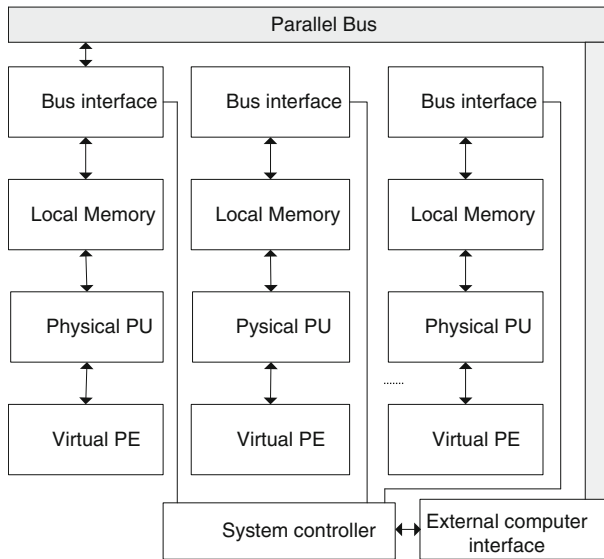 Parallel Bus
Bus interface Bus interface Bus interface
Local Memory Local Memory Local Memory
Physical PU Pysical PU Physical PU
.......
Virtual PE Virtual PE Virtual PE
System controller
External computer
interface